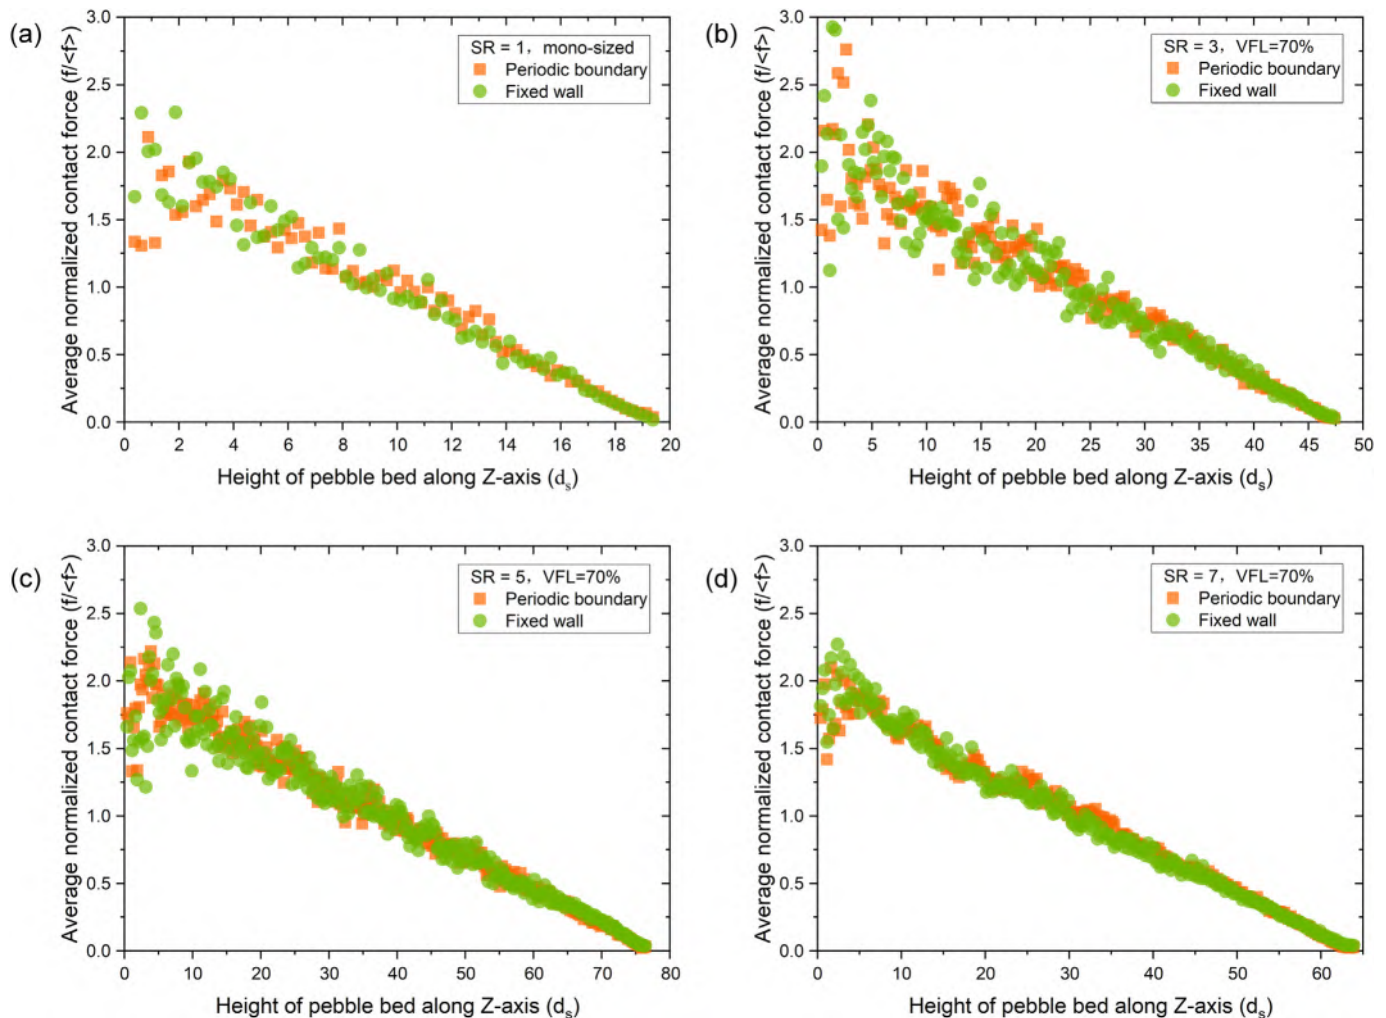 (a)
Average normalized contact force (f/<f>)
3.0
2.5
2.0
1.5
1.0
0.5
0.0
SR = 1, mono-sized
Periodic boundary
Fixed wall
0 2 4 6 8 10 12 14 16 18 20
Height of pebble bed along Z-axis (dₛ)
(b)
Average normalized contact force (f/<f>)
3.0
2.5
2.0
1.5
1.0
0.5
0.0
SR = 3, VFL=70%
Periodic boundary
Fixed wall
0 5 10 15 20 25 30 35 40 45 50
Height of pebble bed along Z-axis (dₛ)
(c)
Average normalized contact force (f/<f>)
3.0
2.5
2.0
1.5
1.0
0.5
0.0
SR = 5, VFL=70%
Periodic boundary
Fixed wall
0 10 20 30 40 50 60 70 80
Height of pebble bed along Z-axis (dₛ)
(d)
Average normalized contact force (f/<f>)
3.0
2.5
2.0
1.5
1.0
0.5
0.0
SR = 7, VFL=70%
Periodic boundary
Fixed wall
0 10 20 30 40 50 60
Height of pebble bed along Z-axis (dₛ)